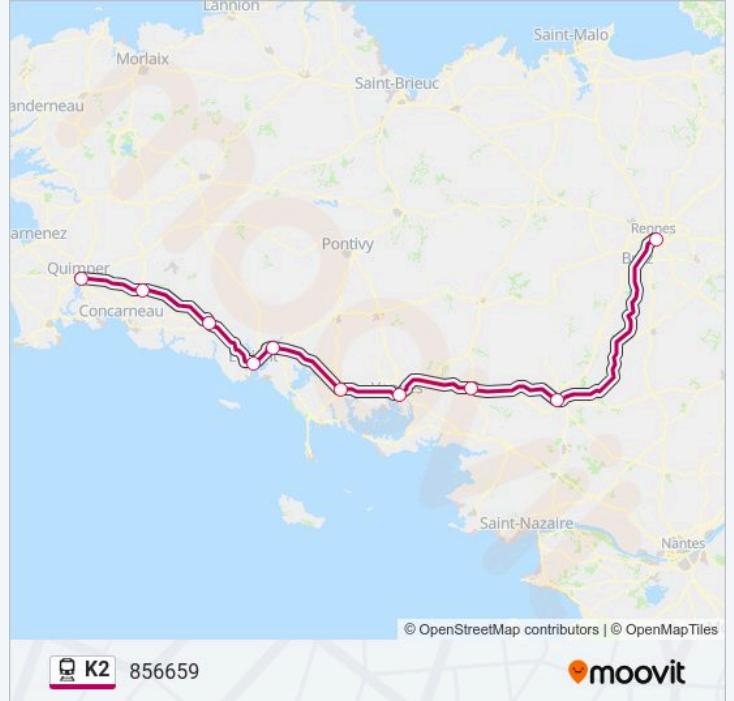 Lannion
Saint-Malo
Morlaix
Saint-Brieuc
anderneau
Rennes
arnenez
Pontivy
Quimper
Concarneau
Saint-Nazaire
Nantes
moovit
© OpenStreetMap contributors | © OpenMapTiles
K2 856659
moovit